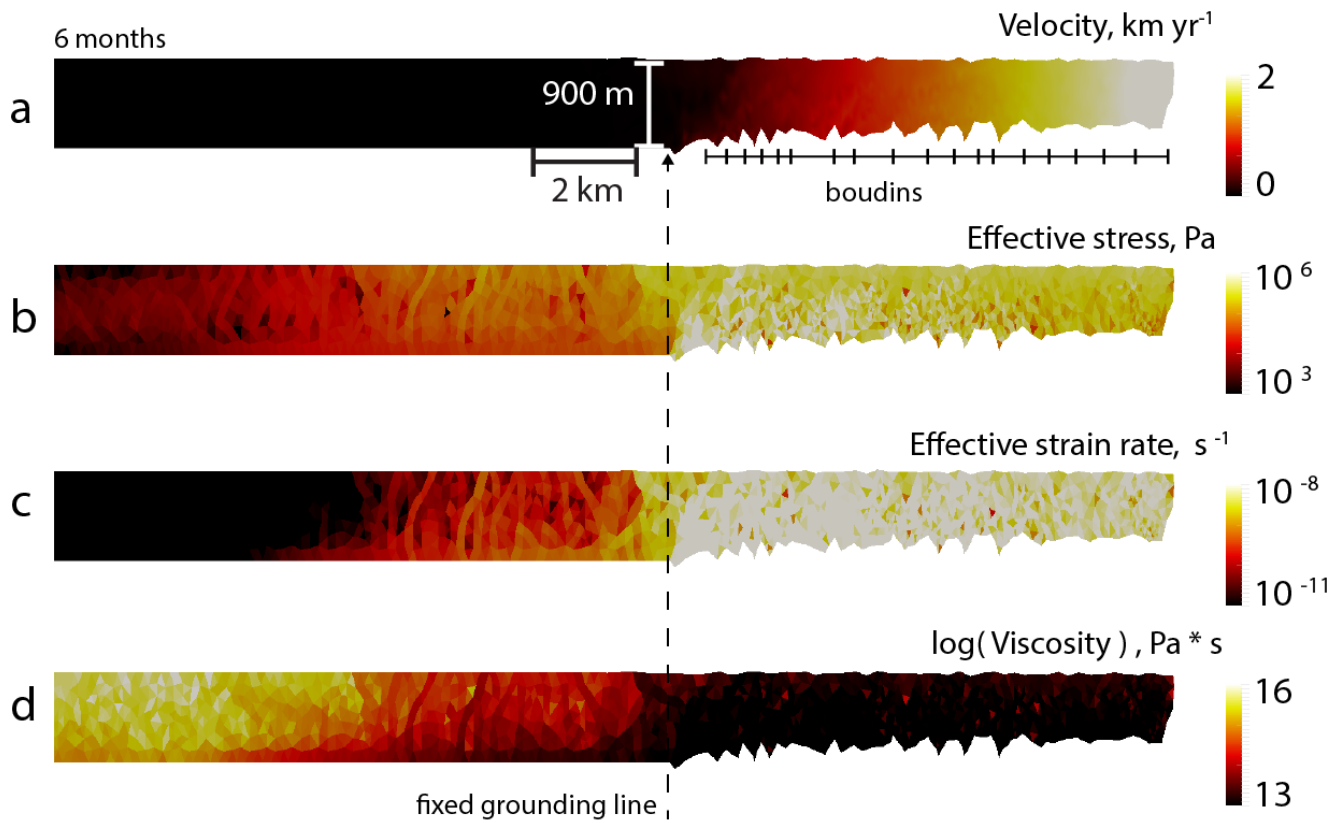 6 months
Velocity, km yr⁻¹
a
900 m
2
0
2 km
boudins
Effective stress, Pa
b
10 ⁶
10 ³
Effective strain rate, s ⁻¹
c
10 ⁻⁸
10 ⁻¹¹
log( Viscosity ) , Pa * s
d
16
13
fixed grounding line